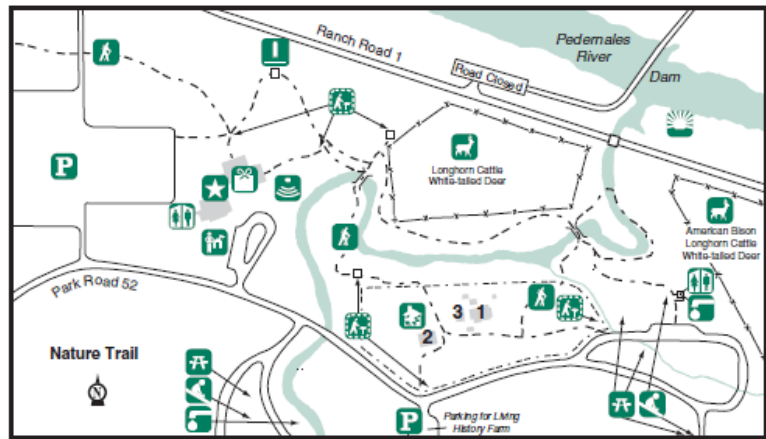 Ranch Road 1
Pedernales
River
Road Closed
Dam
P
Longhorn Cattle
White-tailed Deer
American Bison
Longhorn Cattle
White-tailed Deer
Park Road 52
3
1
2
Nature Trail
N
P
Parking for Living
History Farm